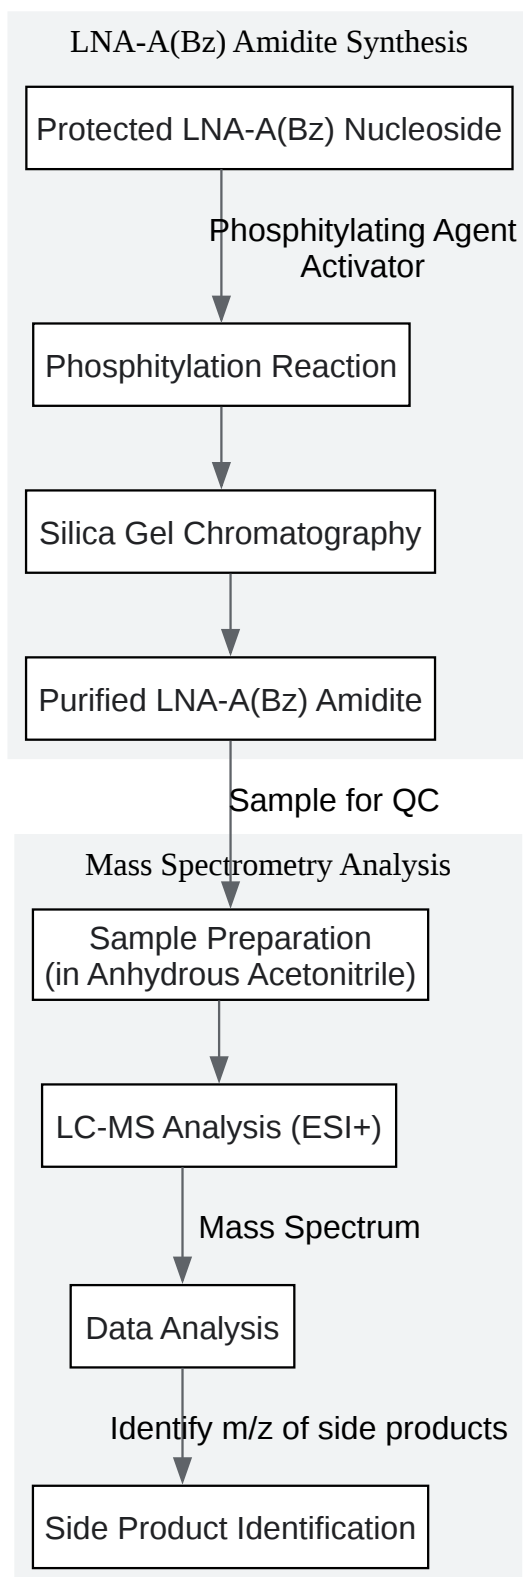 LNA-A(Bz) Amidite Synthesis
Protected LNA-A(Bz) Nucleoside
Phosphitylating Agent
Activator
Phosphitylation Reaction
Silica Gel Chromatography
Purified LNA-A(Bz) Amidite
Sample for QC
Mass Spectrometry Analysis
Sample Preparation
(in Anhydrous Acetonitrile)
LC-MS Analysis (ESI+)
Mass Spectrum
Data Analysis
Identify m/z of side products
Side Product Identification